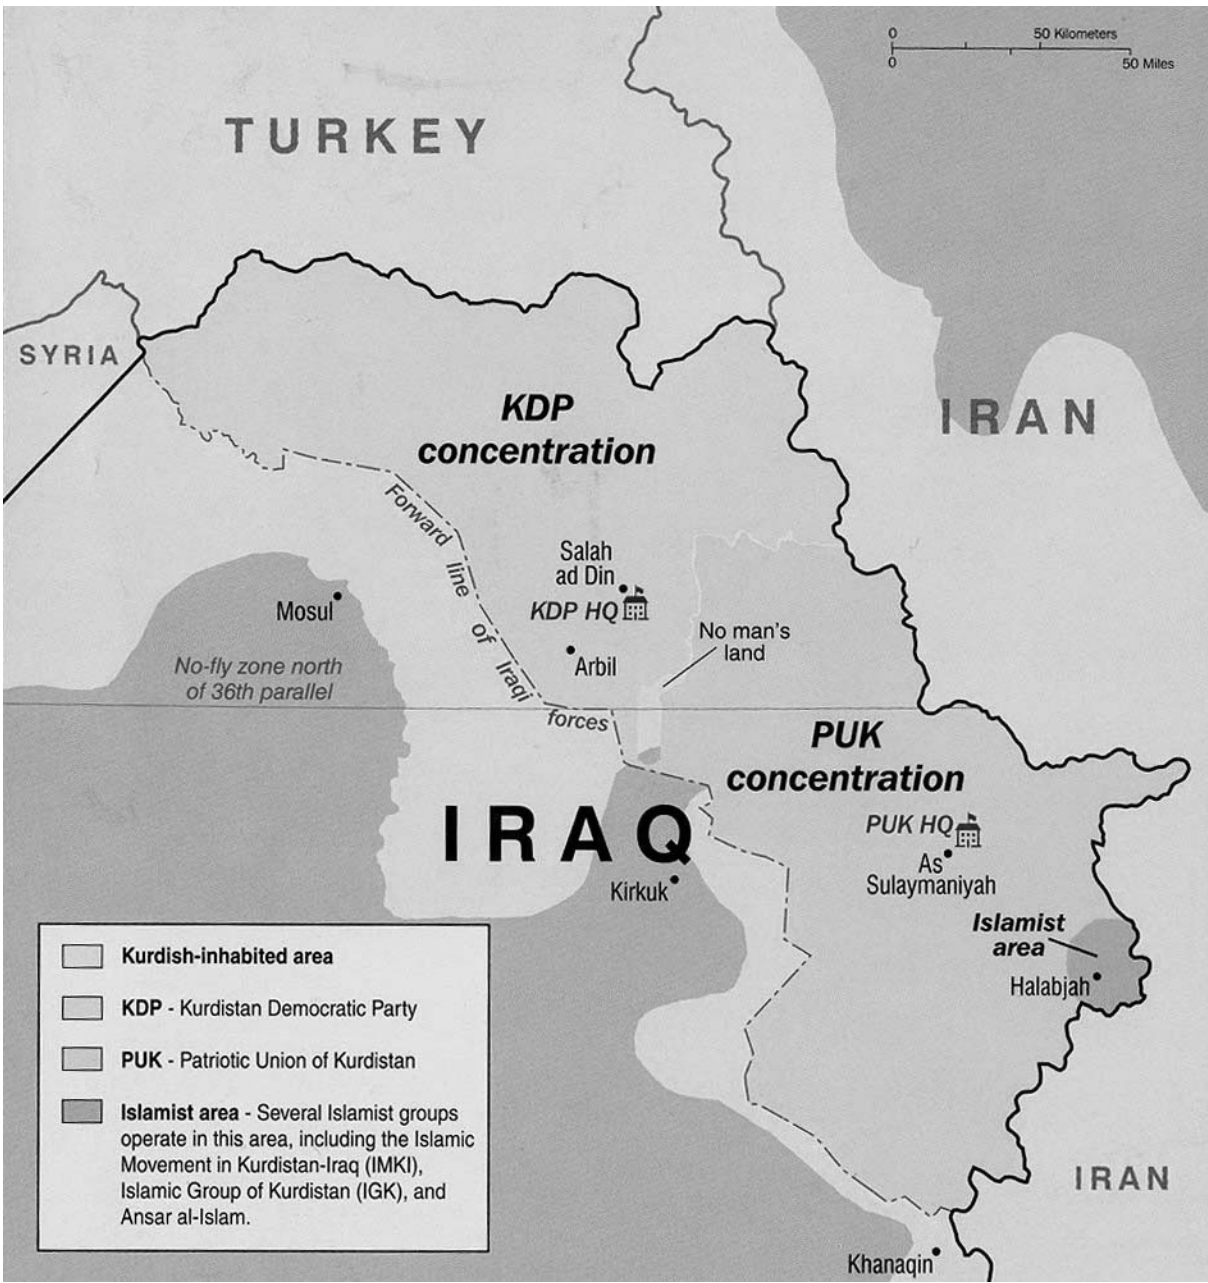 0 50 Kilometers
0 50 Miles
TURKEY
SYRIA
IRAN
KDP
concentration
Forward line of Iraqi forces
Salah
ad Din
KDP HQ
Mosul
No man's
land
Arbil
No-fly zone north
of 36th parallel
PUK
concentration
IRAQ
PUK HQ
As
Sulaymaniyah
Kirkuk
Islamist
area
Halabjah
Kurdish-inhabited area
KDP - Kurdistan Democratic Party
PUK - Patriotic Union of Kurdistan
Islamist area - Several Islamist groups
operate in this area, including the Islamic
Movement in Kurdistan-Iraq (IMKI),
Islamic Group of Kurdistan (IGK), and
Ansar al-Islam.
IRAN
Khanaqin